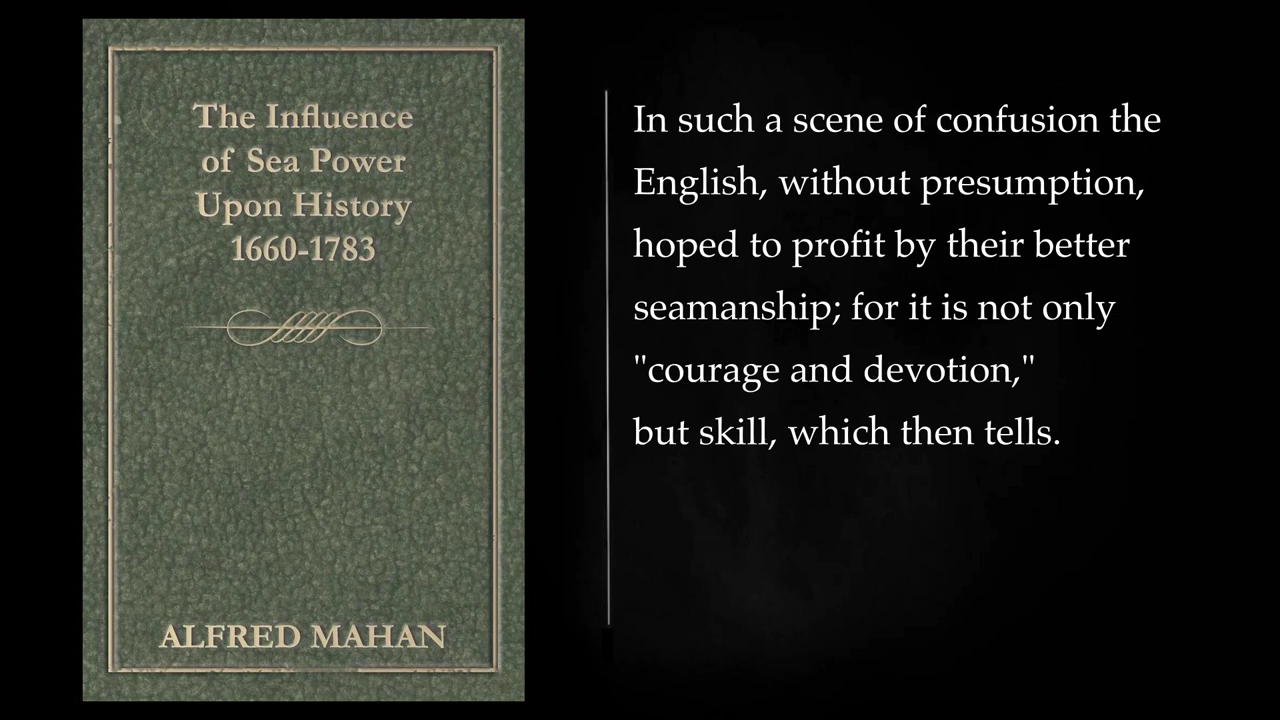 The Influence
of Sea Power
Upon History
1660-1783
ALFRED MAHAN
In such a scene of confusion the
English, without presumption,
hoped to profit by their better
seamanship; for it is not only
"courage and devotion,"
but skill, which then tells.